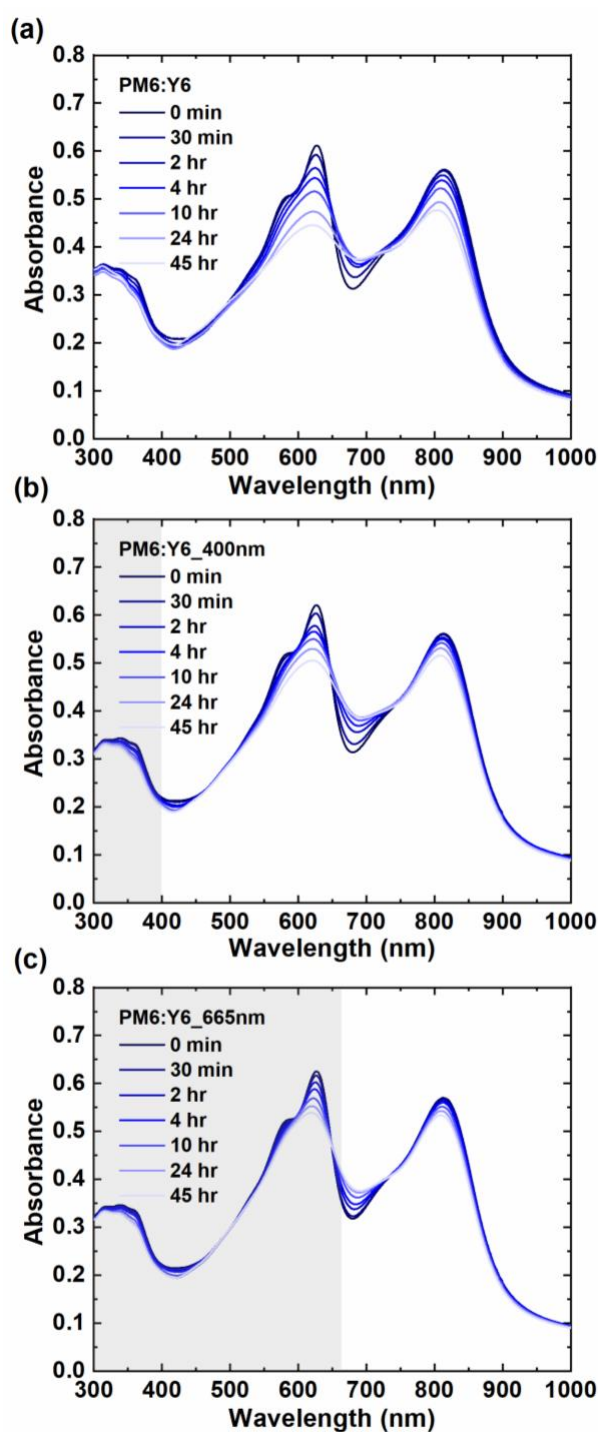 (a)
0.8
0.7
0.6
0.5
0.4
0.3
0.2
0.1
0.0
Absorbance
PM6:Y6
0 min
30 min
2 hr
4 hr
10 hr
24 hr
45 hr
300 400 500 600 700 800 900 1000
Wavelength (nm)
(b)
0.8
0.7
0.6
0.5
0.4
0.3
0.2
0.1
0.0
Absorbance
PM6:Y6_400nm
0 min
30 min
2 hr
4 hr
10 hr
24 hr
45 hr
300 400 500 600 700 800 900 1000
Wavelength (nm)
(c)
0.8
0.7
0.6
0.5
0.4
0.3
0.2
0.1
0.0
Absorbance
PM6:Y6_665nm
0 min
30 min
2 hr
4 hr
10 hr
24 hr
45 hr
300 400 500 600 700 800 900 1000
Wavelength (nm)